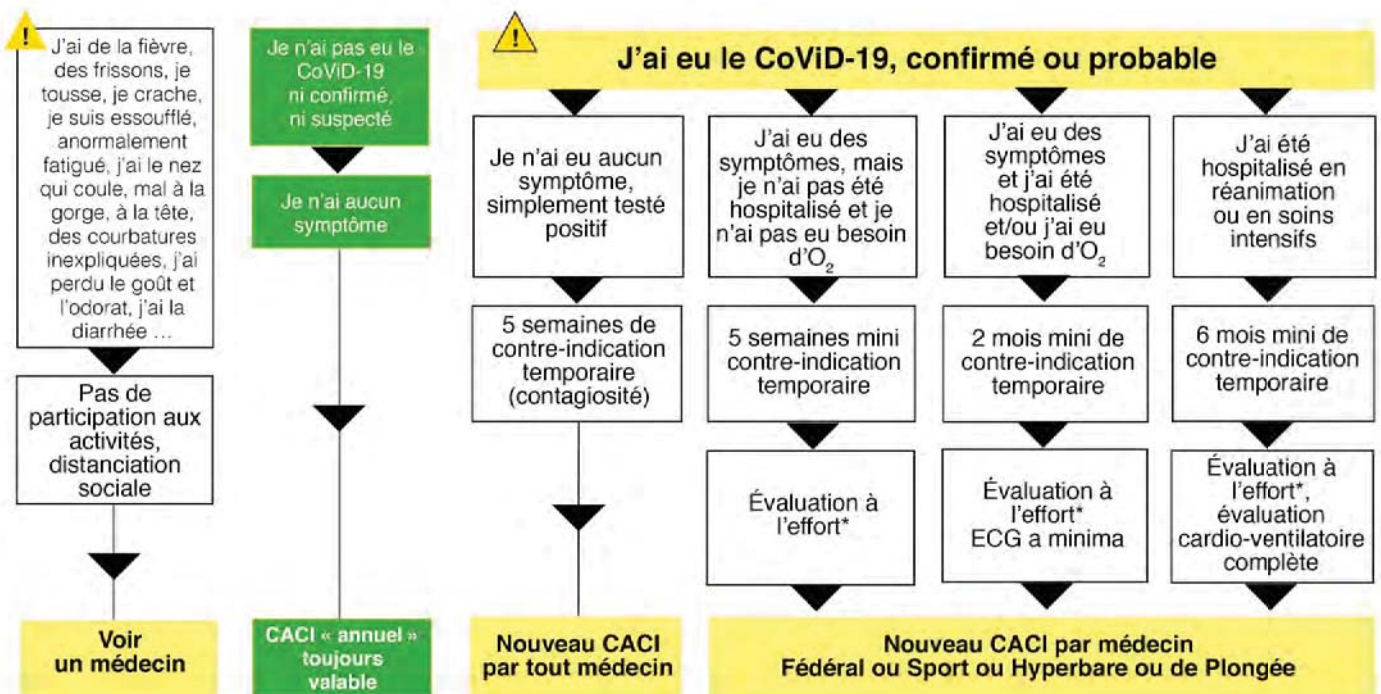 !
J'ai de la fièvre,
des frissons, je
tousse, je crache,
je suis essoufflé,
anormalement
fatigué, j'ai le nez
qui coule, mal à la
gorge, à la tête,
des courbatures
inexpliquées, j'ai
perdu le goût et
l'odorat, j'ai la
diarrhée ...
Pas de
participation aux
activités,
distanciation
sociale
Voir
un médecin
Je n'ai pas eu le
CoViD-19
ni confirmé,
ni suspecté
Je n'ai aucun
symptôme
CACI « annuel »
toujours
valable
!
J'ai eu le CoViD-19, confirmé ou probable
Je n'ai eu aucun
symptôme,
simplement testé
positif
5 semaines de
contre-indication
temporaire
(contagiosité)
Nouveau CACI
par tout médecin
J'ai eu des
symptômes, mais
je n'ai pas été
hospitalisé et je
n'ai pas eu besoin
d'O₂
5 semaines mini
contre-indication
temporaire
Évaluation à
l'effort*
J'ai eu des
symptômes
et j'ai été
hospitalisé
et/ou j'ai eu
besoin d'O₂
2 mois mini de
contre-indication
temporaire
Évaluation à
l'effort*
ECG a minima
J'ai été
hospitalisé en
réanimation
ou en soins
intensifs
6 mois mini de
contre-indication
temporaire
Évaluation à
l'effort*,
évaluation
cardio-ventilatoire
complète
Nouveau CACI par médecin
Fédéral ou Sport ou Hyperbare ou de Plongée